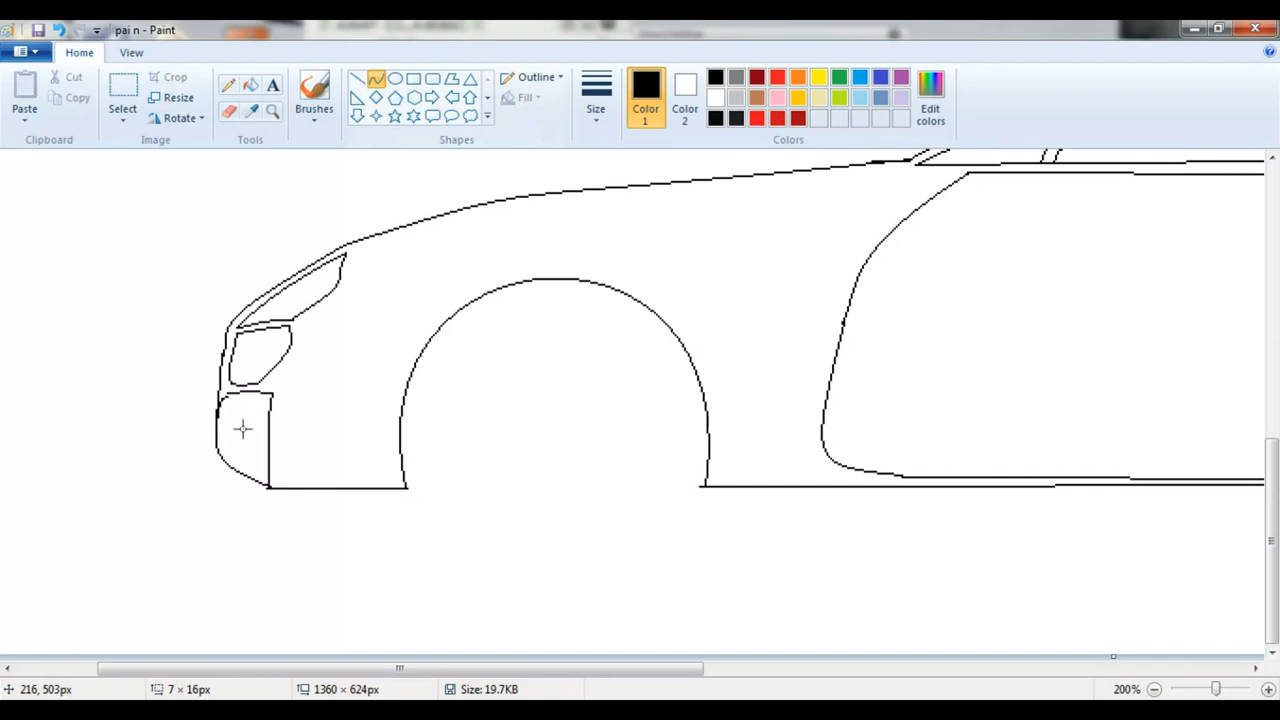 pai n - Paint
Home
View
Paste
Cut
Copy
Clipboard
Select
Crop
Resize
Rotate
Image
A
Tools
Brushes
Outline
Fill
Shapes
Size
Color
1
Color
2
Edit
colors
Colors
216, 503px
7 × 16px
1360 × 624px
Size: 19.7KB
200%